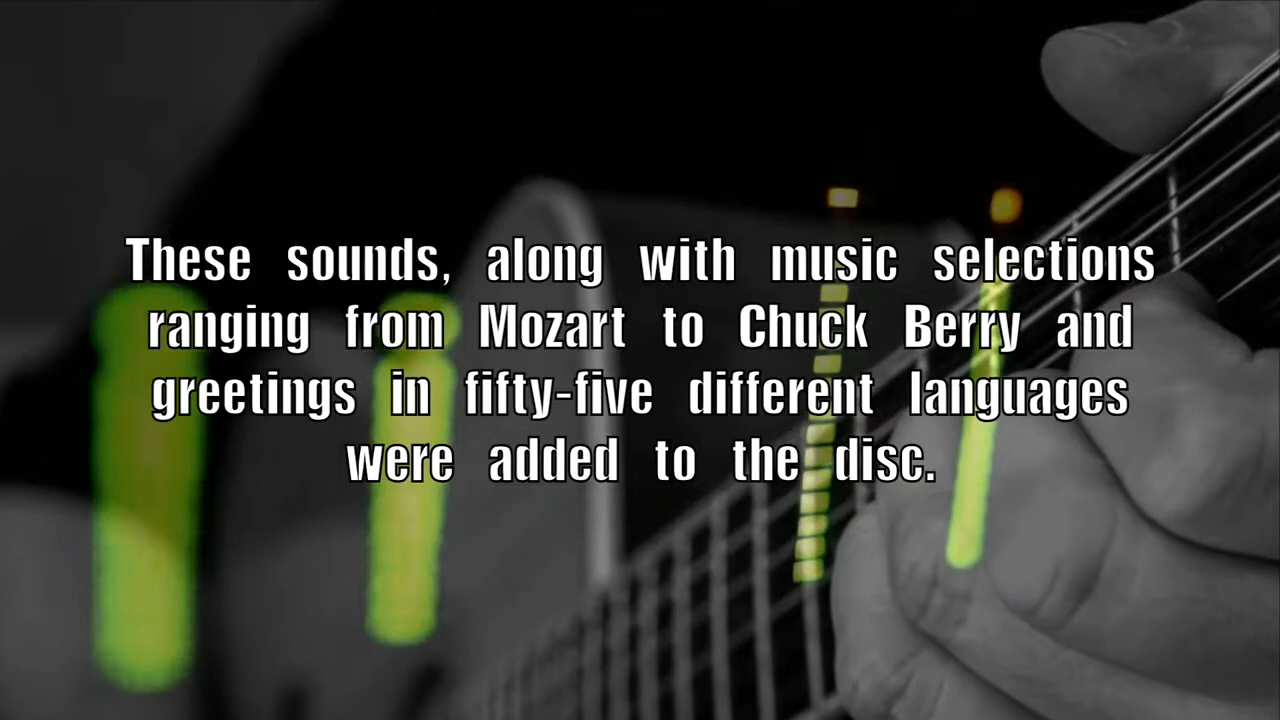 These sounds, along with music selections
ranging from Mozart to Chuck Berry and
greetings in fifty-five different languages
were added to the disc.